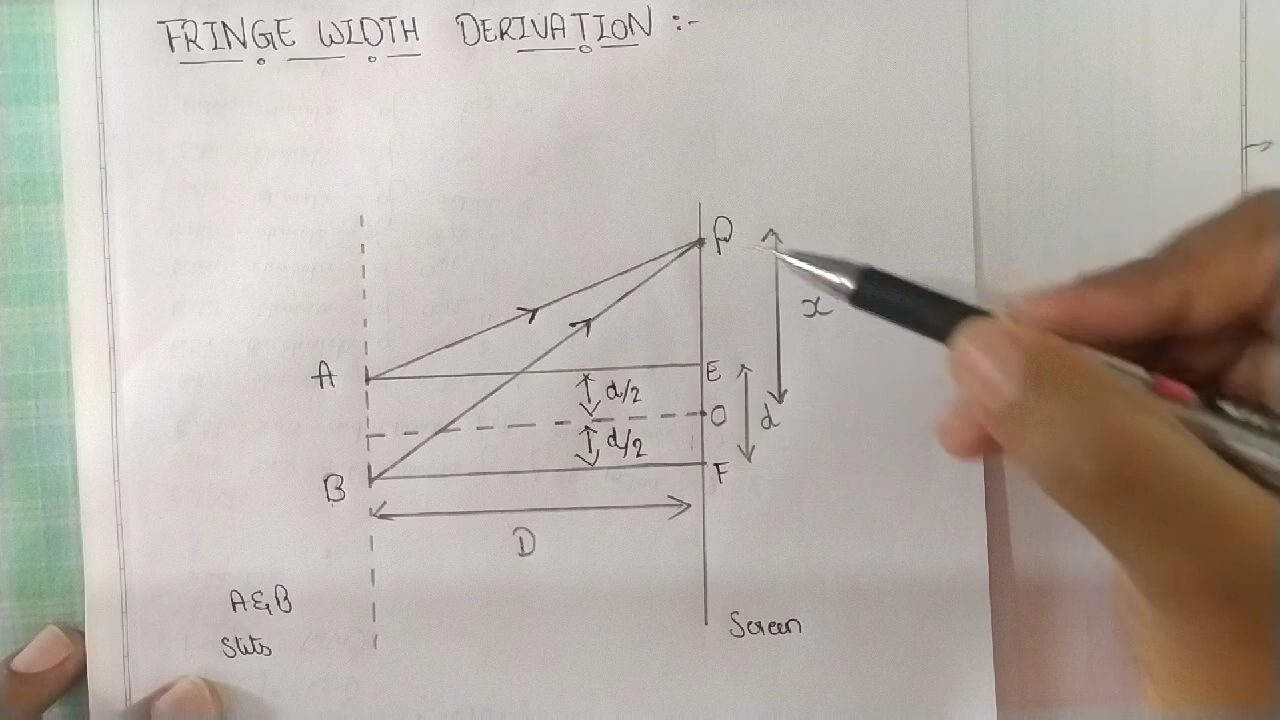 FRINGE WIDTH DERIVATION :-
P
x
A
E
d/2
O
d
d/2
B
F
D
A & B
Slits
Screen